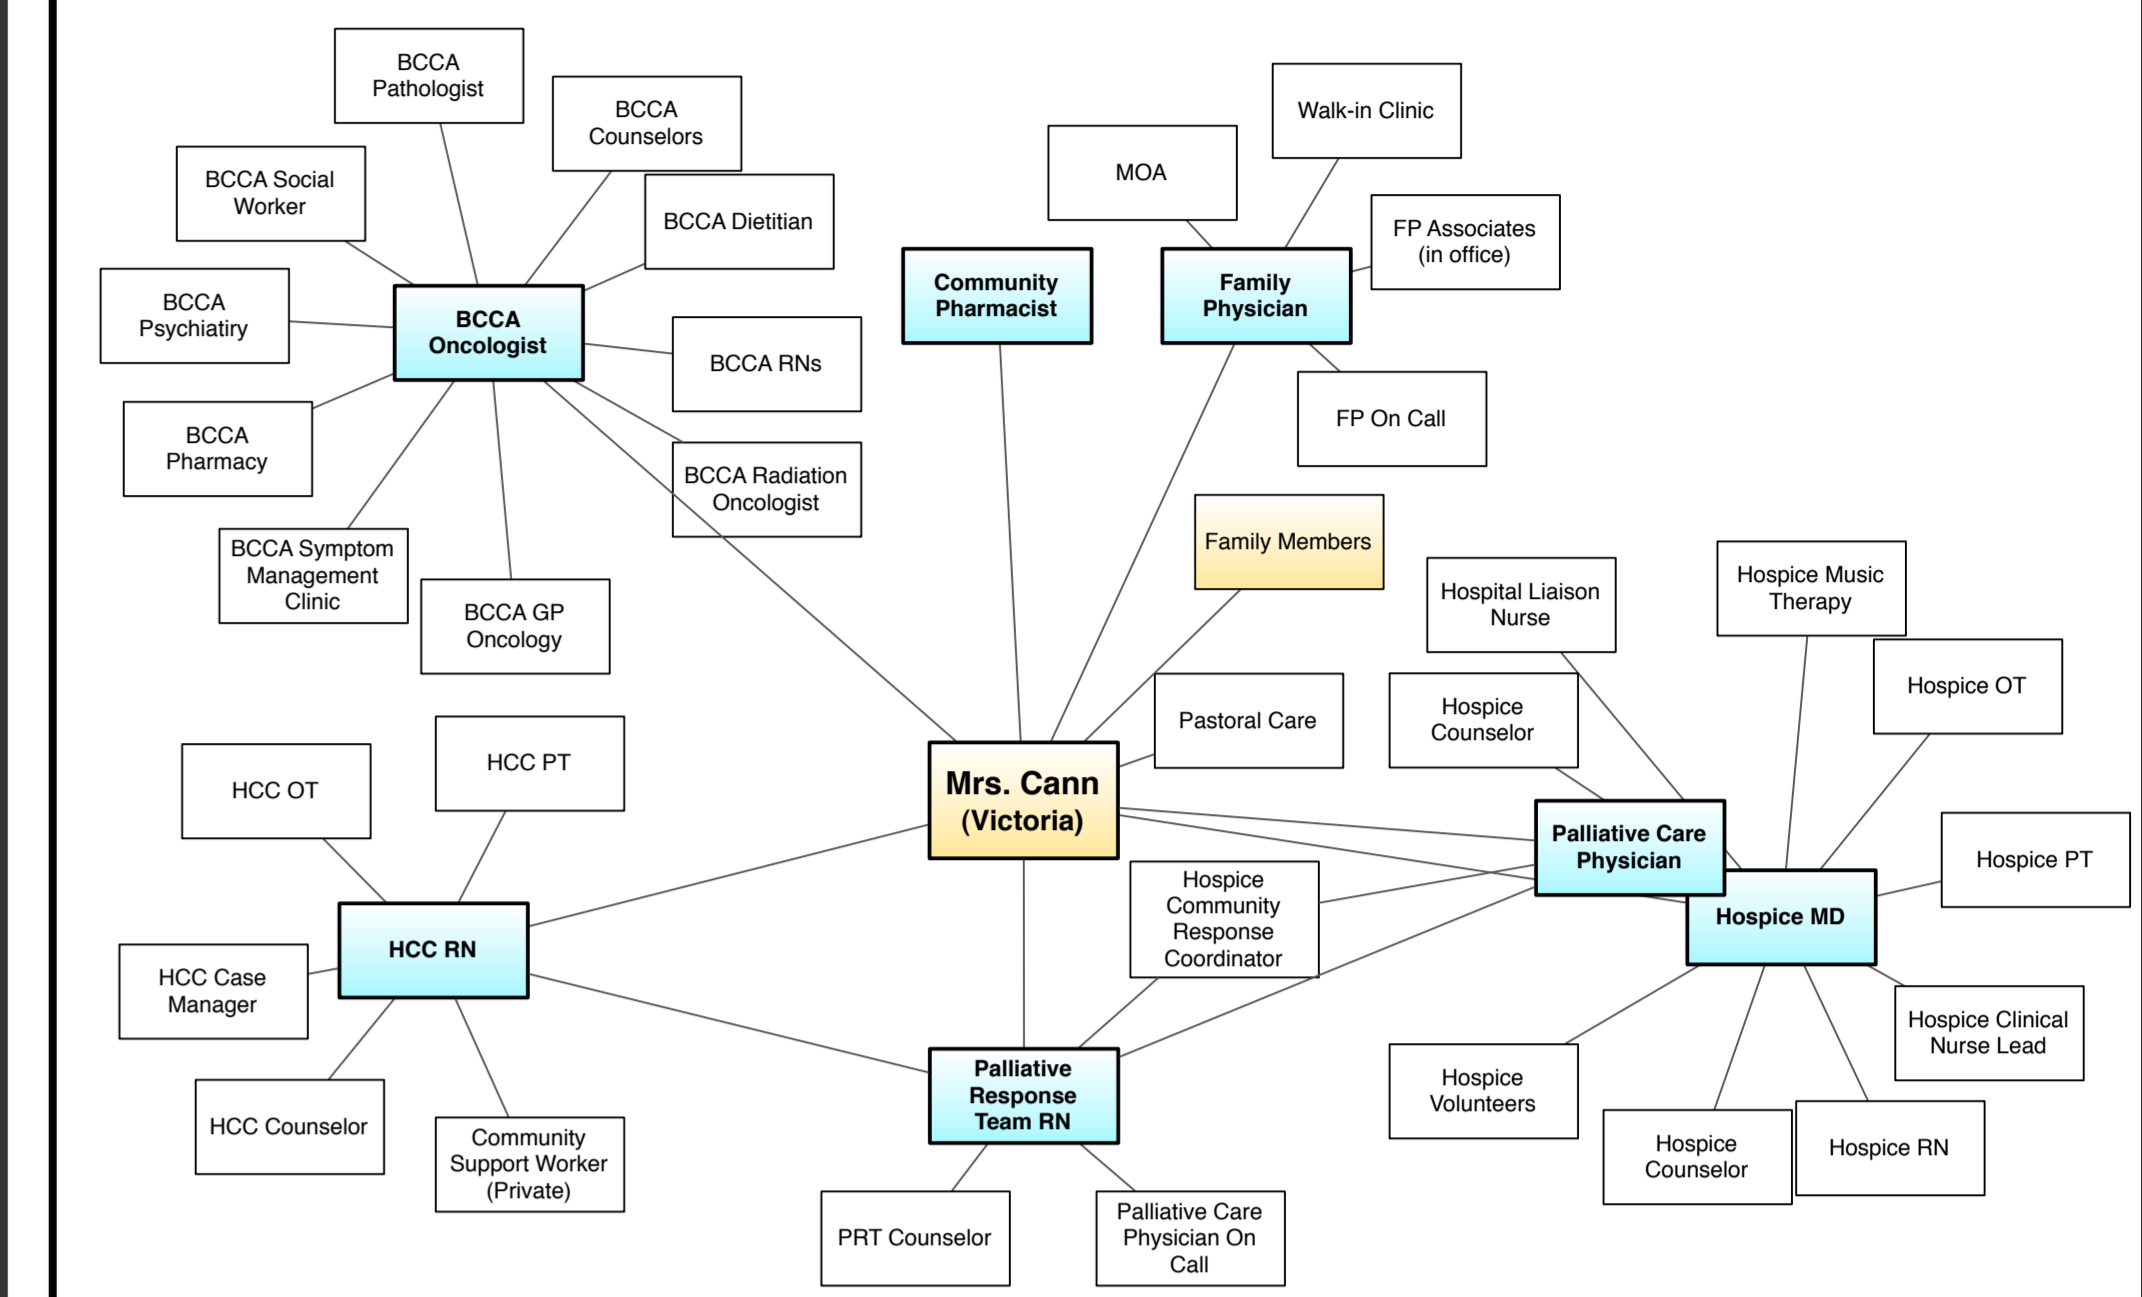 BCCA
Pathologist
BCCA
Counselors
Walk-in Clinic
MOA
BCCA Social
Worker
BCCA Dietitian
FP Associates
(in office)
BCCA
Psychiatiry
BCCA
Oncologist
Community
Pharmacist
Family
Physician
BCCA RNs
BCCA
Pharmacy
FP On Call
BCCA Radiation
Oncologist
BCCA Symptom
Management
Clinic
Family Members
BCCA GP
Oncology
Hospital Liaison
Nurse
Hospice Music
Therapy
Hospice OT
Pastoral Care
Hospice
Counselor
HCC OT
HCC PT
Mrs. Cann
(Victoria)
Palliative Care
Physician
Hospice PT
Hospice MD
Hospice
Community
Response
Coordinator
HCC RN
HCC Case
Manager
Hospice Clinical
Nurse Lead
Palliative
Response
Team RN
Hospice
Volunteers
HCC Counselor
Community
Support Worker
(Private)
Hospice
Counselor
Hospice RN
PRT Counselor
Palliative Care
Physician On
Call